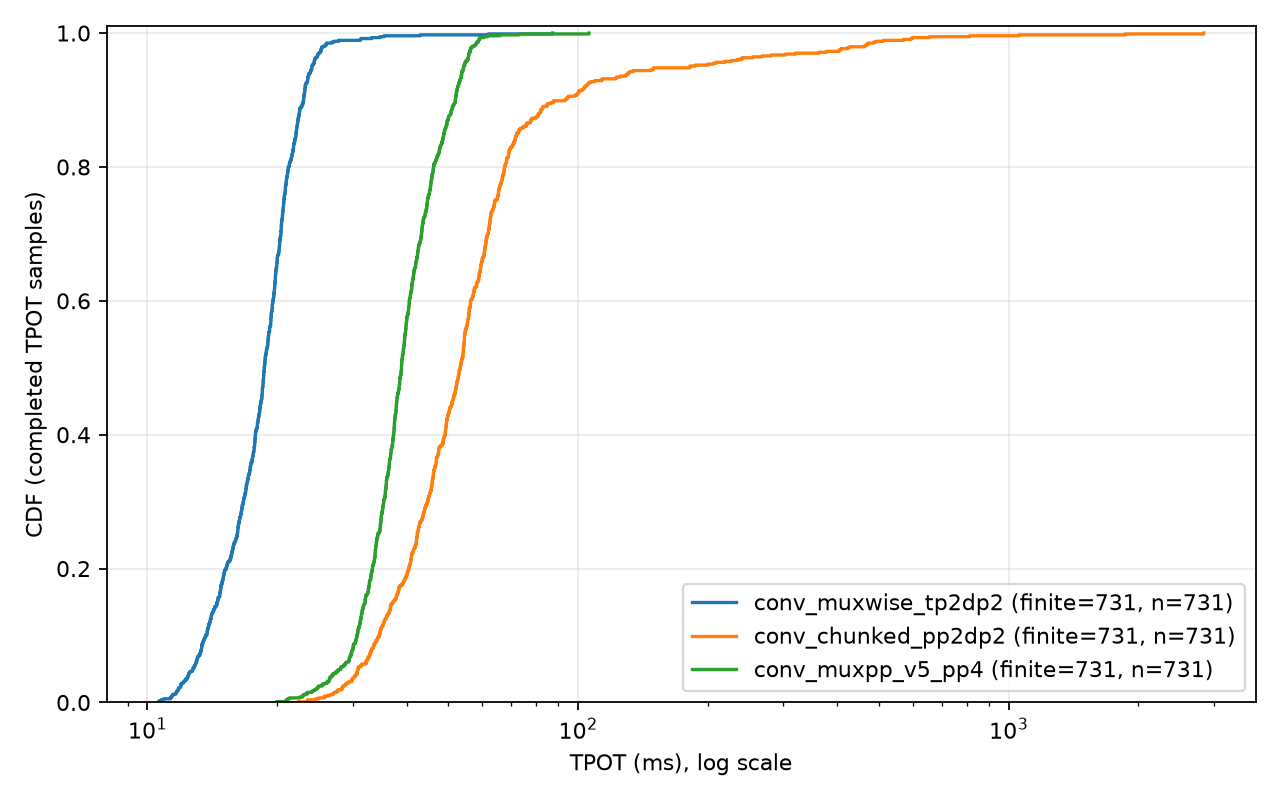 1.0
0.8
0.6
0.4
0.2
0.0
CDF (completed TPOT samples)
conv_muxwise_tp2dp2 (finite=731, n=731)
conv_chunked_pp2dp2 (finite=731, n=731)
conv_muxpp_v5_pp4 (finite=731, n=731)
10¹ 10² 10³
TPOT (ms), log scale